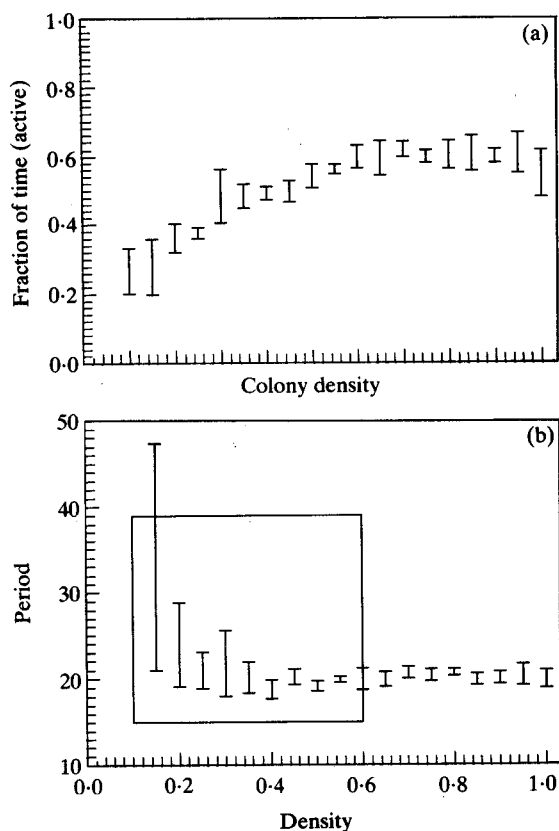 (a)
1·0
0·8
0·6
0·4
0·2
0·0
Fraction of time (active)
Colony density
(b)
50
40
30
20
10
Period
0·0 0·2 0·4 0·6 0·8 1·0
Density